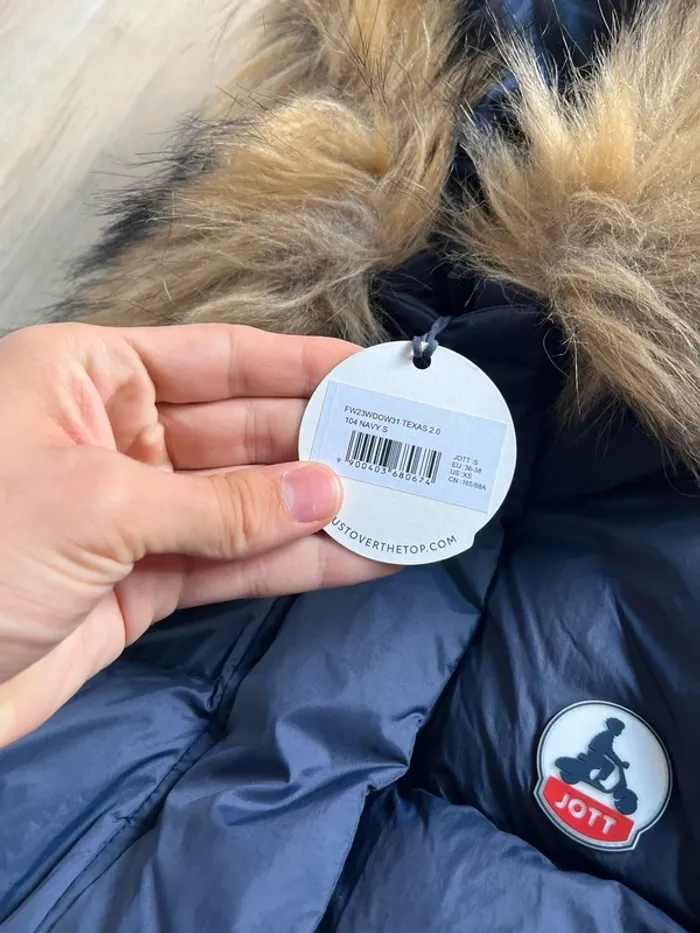 FW23WDOW31 TEXAS 2.0
104 NAVY S
9 900403 680674
JOTT :S
EU :36-38
US :XS
CN :165/88A
USTOVERTHETOP.COM
JOTT